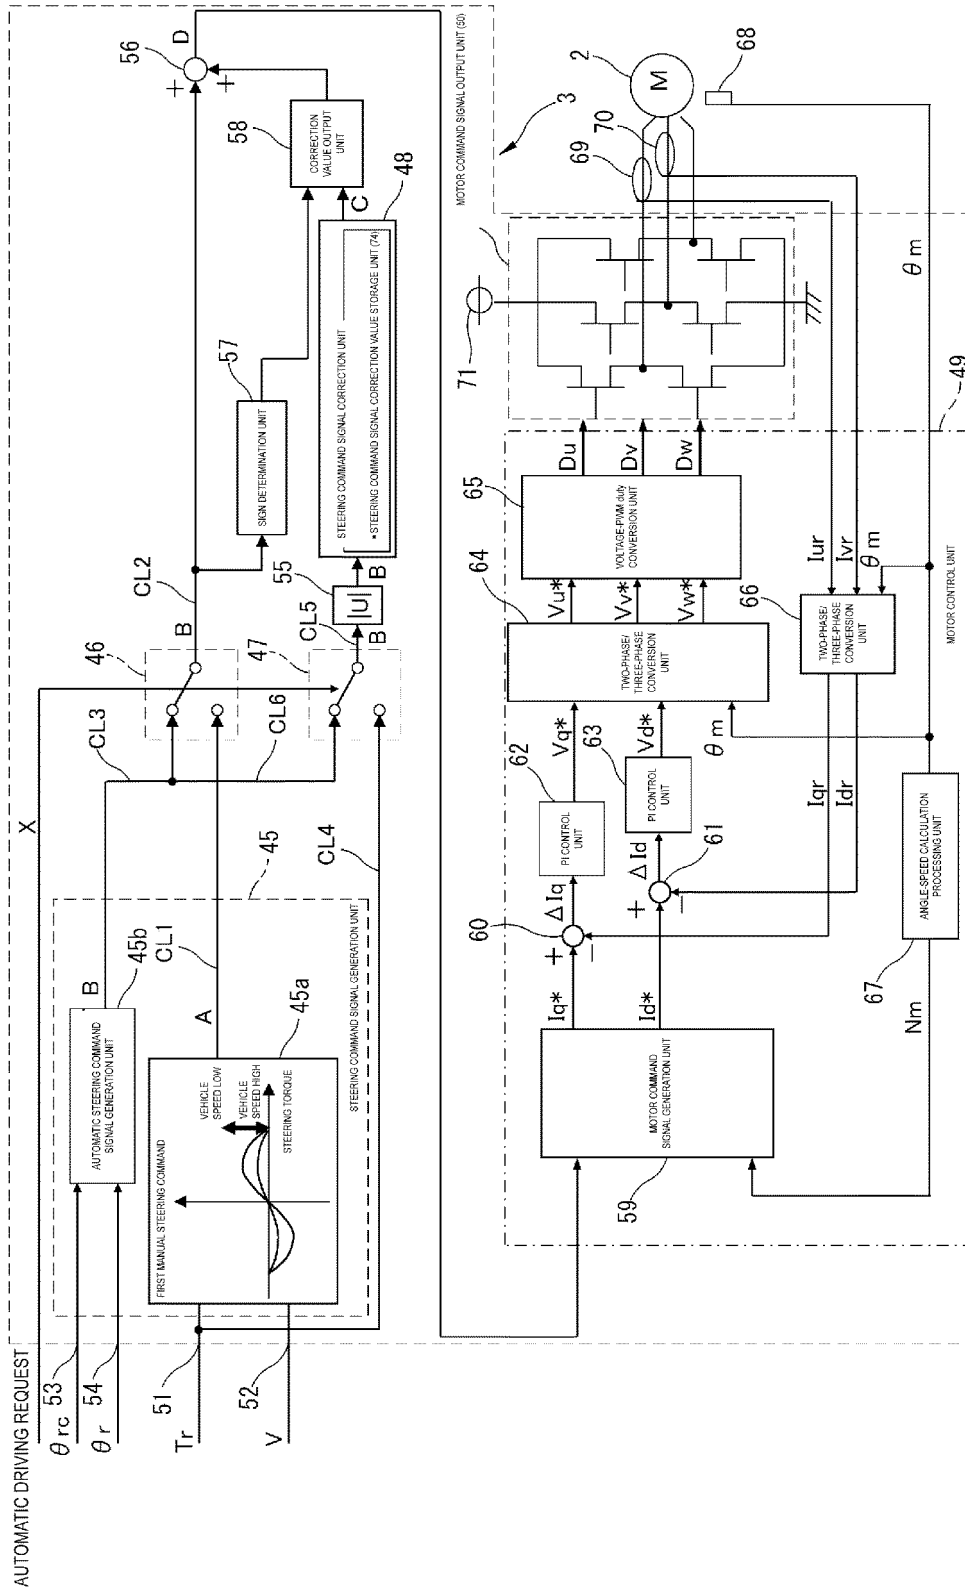 AUTOMATIC DRIVING REQUEST
X
θrc
53
θr
54
Tr
51
V
52
AUTOMATIC STEERING COMMAND
SIGNAL GENERATION UNIT
45b
B
FIRST MANUAL STEERING COMMAND
VEHICLE
SPEED LOW
VEHICLE
SPEED HIGH
STEERING TORQUE
45a
A
CL1
STEERING COMMAND SIGNAL GENERATION UNIT
45
CL3
CL6
CL4
46
47
CL2
B
CL5
B
|U|
55
B
SIGN DETERMINATION UNIT
57
STEERING COMMAND SIGNAL CORRECTION UNIT
*STEERING COMMAND SIGNAL CORRECTION VALUE STORAGE UNIT (74)
48
C
CORRECTION
VALUE OUTPUT
UNIT
58
+
+
56
D
MOTOR COMMAND SIGNAL OUTPUT UNIT (50)
3
MOTOR COMMAND
SIGNAL GENERATION UNIT
59
Iq*
Id*
Nm
+
−
60
ΔIq
+
−
61
ΔId
PI CONTROL
UNIT
62
PI CONTROL
UNIT
63
Vq*
Vd*
θm
TWO-PHASE/
THREE-PHASE
CONVERSION
UNIT
64
Vu*
Vv*
Vw*
VOLTAGE-PWM duty
CONVERSION UNIT
65
Du
Dv
Dw
71
69
70
M
2
68
θm
Iur
Ivr
θm
TWO-PHASE/
THREE-PHASE
CONVERSION
UNIT
66
Iqr
Idr
ANGLE-SPEED CALCULATION
PROCESSING UNIT
67
MOTOR CONTROL UNIT
49